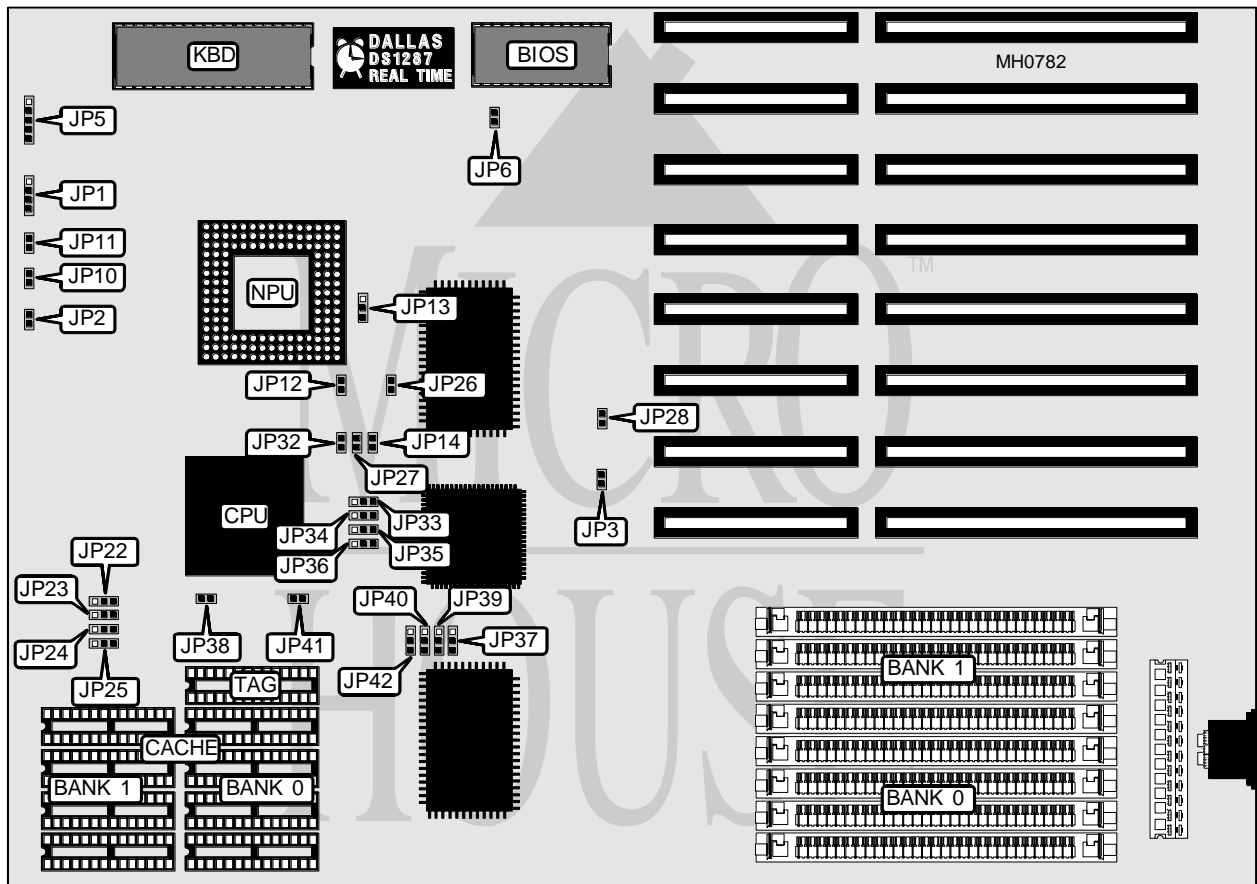 KBD
DALLAS
DS1287
REAL TIME
BIOS
MH0782
JP5
JP6
JP1
JP11
MICRO™
JP10
NPU
JP13
JP2
JP12
JP26
JP28
JP32
JP14
JP27
CPU
JP33
JP34
JP3
JP35
JP36
JP22
JP23
HOUSE
JP40
JP39
JP24
JP38
JP41
JP37
JP42
JP25
TAG
BANK 1
CACHE
BANK 1
BANK 0
BANK 0